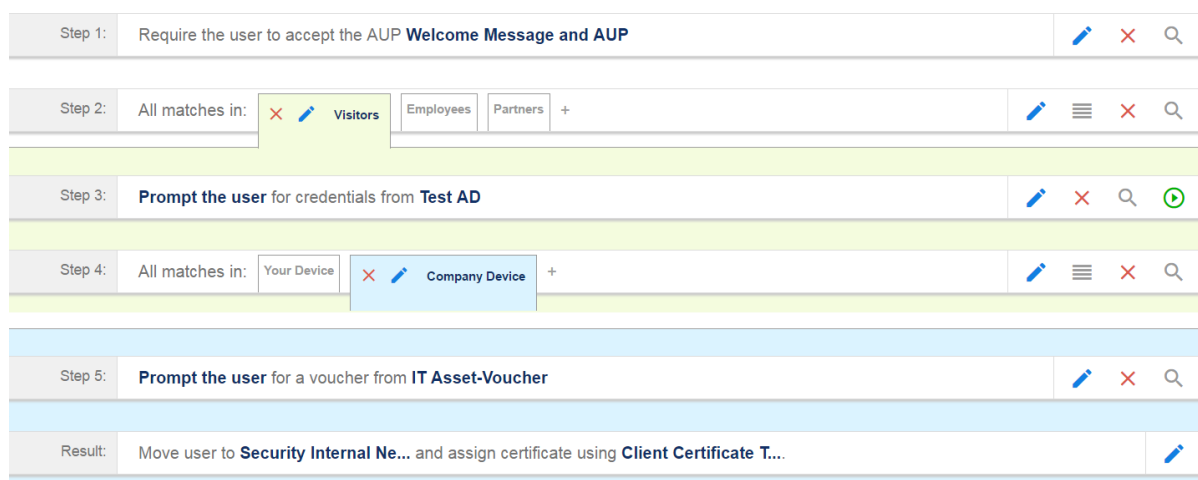 Step 1: Require the user to accept the AUP Welcome Message and AUP
Step 2: All matches in: Visitors Employees Partners +
Step 3: Prompt the user for credentials from Test AD
Step 4: All matches in: Your Device Company Device +
Step 5: Prompt the user for a voucher from IT Asset-Voucher
Result: Move user to Security Internal Ne... and assign certificate using Client Certificate T....